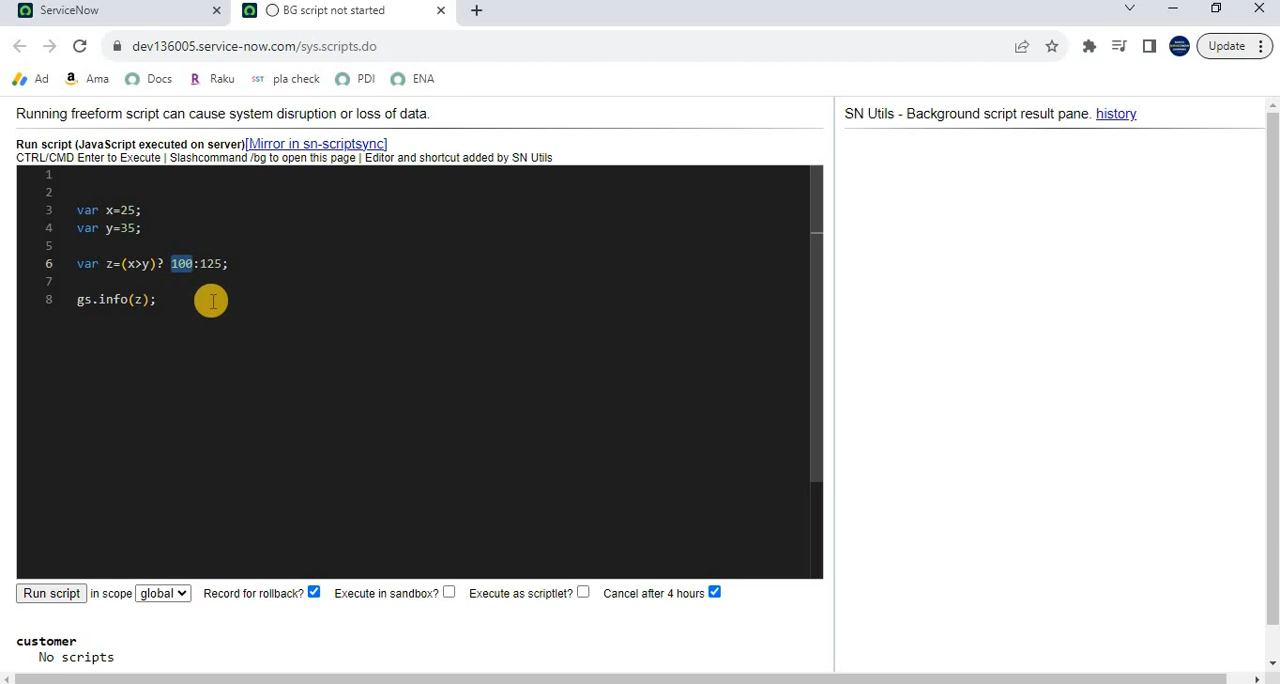 ServiceNow
BG script not started
dev136005.service-now.com/sys.scripts.do
Update
Ad
Ama
Docs
Raku
SST pla check
PDI
ENA
Running freeform script can cause system disruption or loss of data.
SN Utils - Background script result pane. history
Run script (JavaScript executed on server)[Mirror in sn-scriptsync]
CTRL/CMD Enter to Execute | Slashcommand /bg to open this page | Editor and shortcut added by SN Utils
1
2
3 var x=25;
4 var y=35;
5
6 var z=(x>y)? 100:125;
7
8 gs.info(z);
Run script in scope global Record for rollback? Execute in sandbox? Execute as scriptlet? Cancel after 4 hours
customer
No scripts